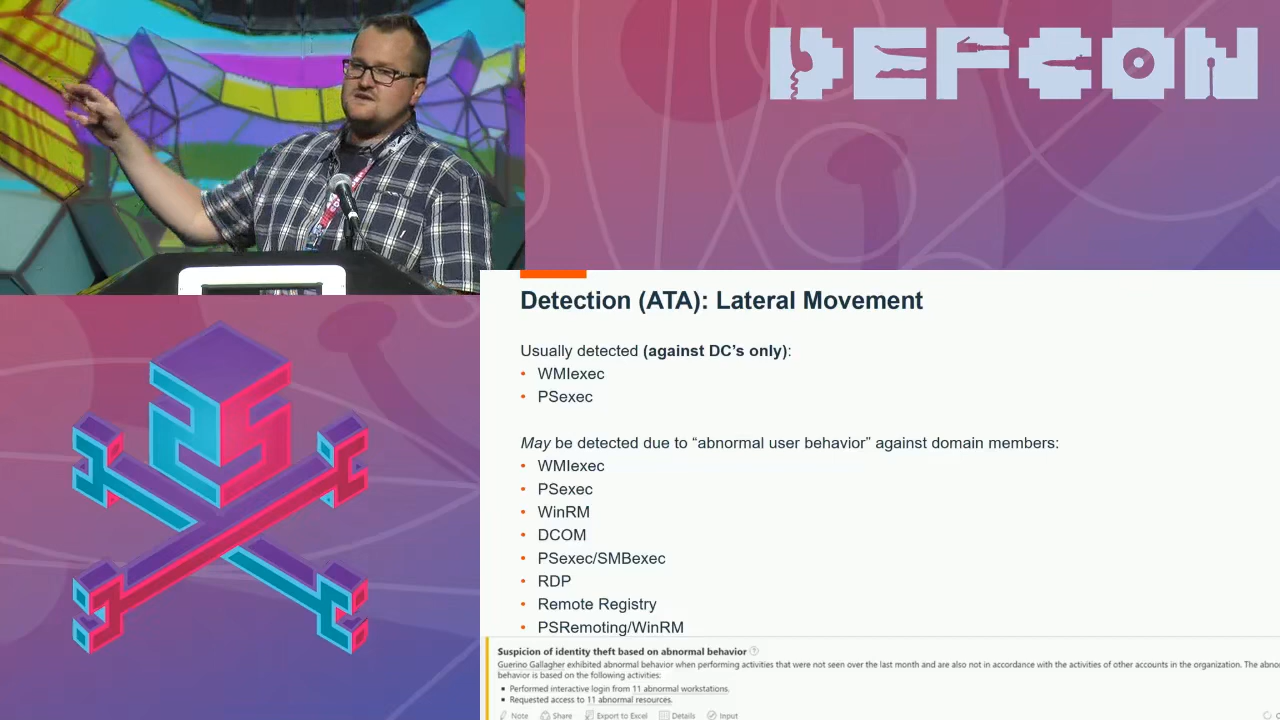 DEFCON
Detection (ATA): Lateral Movement
Usually detected (against DC’s only):
• WMIexec
• PSexec
May be detected due to “abnormal user behavior” against domain members:
• WMIexec
• PSexec
• WinRM
• DCOM
• PSexec/SMBexec
• RDP
• Remote Registry
• PSRemoting/WinRM
Suspicion of identity theft based on abnormal behavior ?
Guerino Gallagher exhibited abnormal behavior when performing activities that were not seen over the last month and are also not in accordance with the activities of other accounts in the organization. The
behavior is based on the following activities:
▪ Performed interactive login from 11 abnormal workstations.
▪ Requested access to 11 abnormal resources.
Note Share Export to Excel Details Input